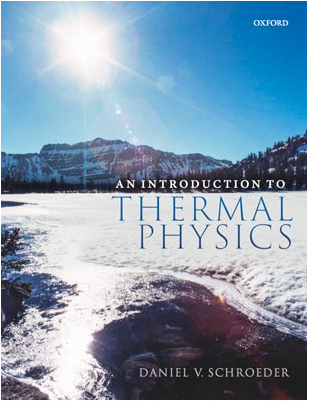 OXFORD
AN INTRODUCTION TO
THERMAL
PHYSICS
DANIEL V. SCHROEDER